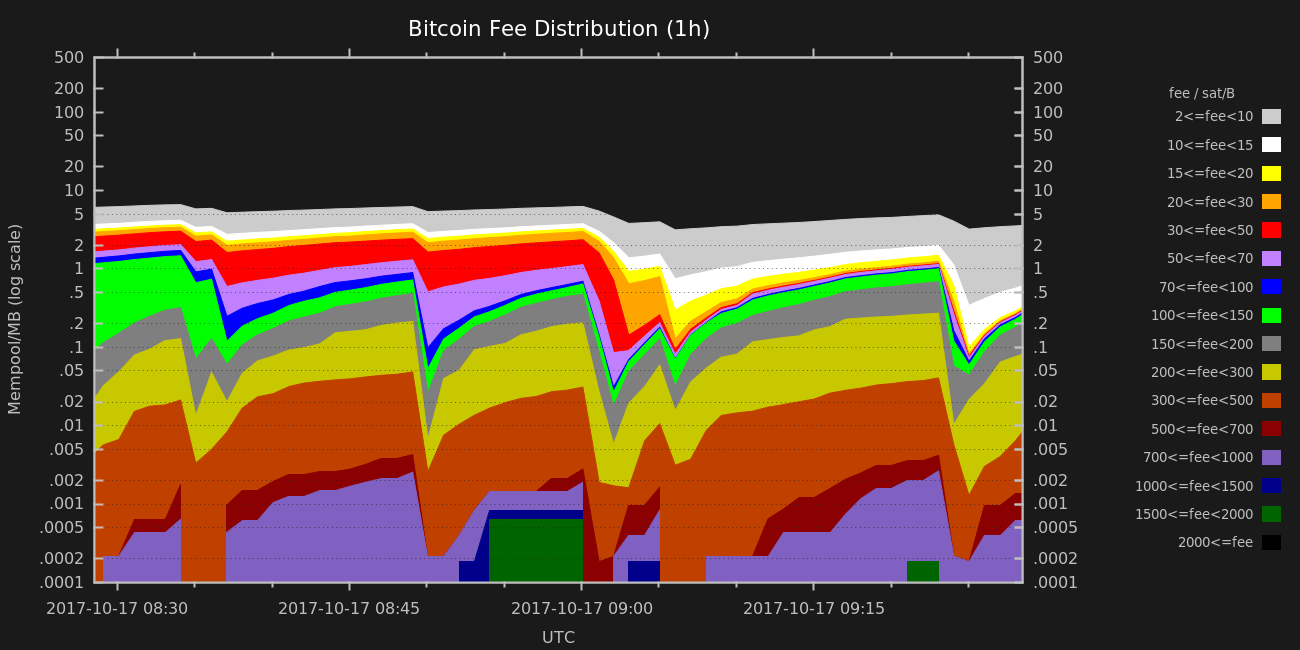 Bitcoin Fee Distribution (1h)
Mempool/MB (log scale)
500
200
100
50
20
10
5
2
1
.5
.2
.1
.05
.02
.01
.005
.002
.001
.0005
.0002
.0001
500
200
100
50
20
10
5
2
1
.5
.2
.1
.05
.02
.01
.005
.002
.001
.0005
.0002
.0001
2017-10-17 08:30 2017-10-17 08:45 2017-10-17 09:00 2017-10-17 09:15
UTC
fee / sat/B
2<=fee<10
10<=fee<15
15<=fee<20
20<=fee<30
30<=fee<50
50<=fee<70
70<=fee<100
100<=fee<150
150<=fee<200
200<=fee<300
300<=fee<500
500<=fee<700
700<=fee<1000
1000<=fee<1500
1500<=fee<2000
2000<=fee